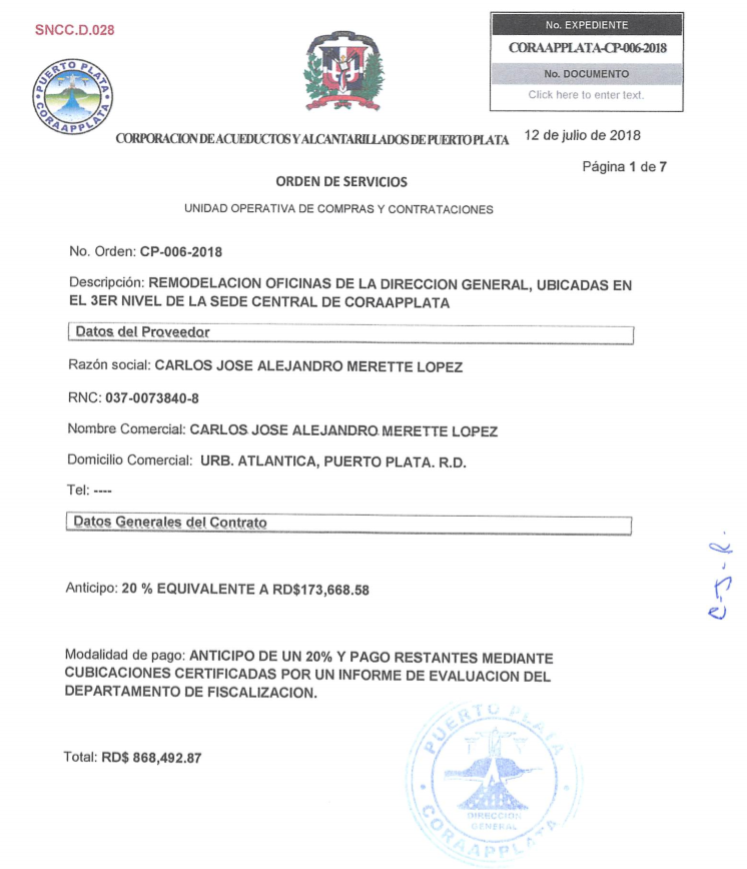 SNCC.D.028
No. EXPEDIENTE
CORAAPPLATA-CP-006-2018
No. DOCUMENTO
Click here to enter text.
PUERTO PLATA
CORAAPPLATA
CORPORACION DE ACUEDUCTOS Y ALCANTARILLADOS DE PUERTO PLATA
12 de julio de 2018
Página 1 de 7
ORDEN DE SERVICIOS
UNIDAD OPERATIVA DE COMPRAS Y CONTRATACIONES
No. Orden: CP-006-2018
Descripción: REMODELACION OFICINAS DE LA DIRECCION GENERAL, UBICADAS EN
EL 3ER NIVEL DE LA SEDE CENTRAL DE CORAAPPLATA
Datos del Proveedor
Razón social: CARLOS JOSE ALEJANDRO MERETTE LOPEZ
RNC: 037-0073840-8
Nombre Comercial: CARLOS JOSE ALEJANDRO MERETTE LOPEZ
Domicilio Comercial: URB. ATLANTICA, PUERTO PLATA. R.D.
Tel: ----
Datos Generales del Contrato
Anticipo: 20 % EQUIVALENTE A RD$173,668.58
C-J-R.
Modalidad de pago: ANTICIPO DE UN 20% Y PAGO RESTANTES MEDIANTE
CUBICACIONES CERTIFICADAS POR UN INFORME DE EVALUACION DEL
DEPARTAMENTO DE FISCALIZACION.
Total: RD$ 868,492.87
PUERTO PLATA
DIRECCION
GENERAL
CORAAPPLATA